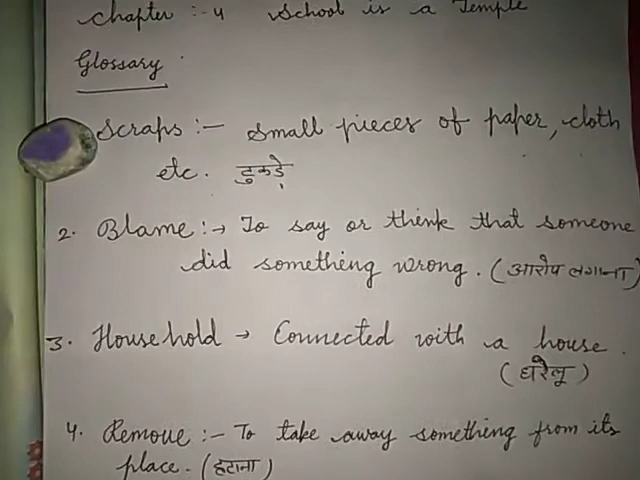 Chapter :- 4 School is a Temple
Glossary
Scraps :- Small pieces of paper, cloth
etc. टुकड़े
2. Blame :→ To say or think that someone
did something wrong. (आरोप लगाना)
3. Household → Connected with a house.
(घरेलू)
4. Remove :- To take away something from its
place. (हटाना)